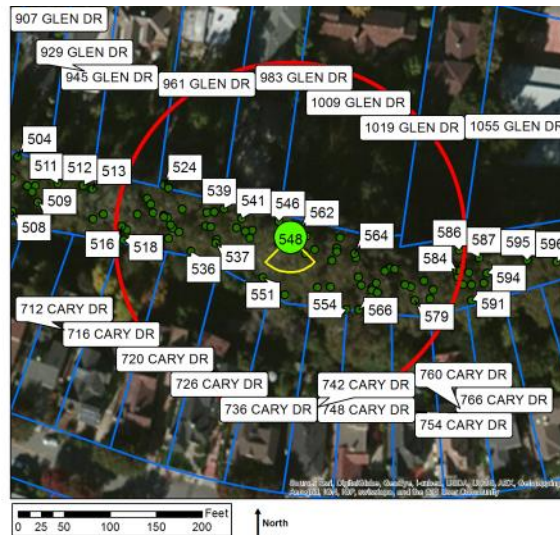 907 GLEN DR
929 GLEN DR
945 GLEN DR
961 GLEN DR
983 GLEN DR
1009 GLEN DR
1019 GLEN DR
1055 GLEN DR
504
511
512
513
524
509
539
541
546
562
508
516
518
548
564
586
587
595
596
536
537
584
594
551
554
566
579
591
712 CARY DR
716 CARY DR
720 CARY DR
726 CARY DR
736 CARY DR
742 CARY DR
748 CARY DR
760 CARY DR
766 CARY DR
754 CARY DR
Feet
0 25 50 100 150 200
North